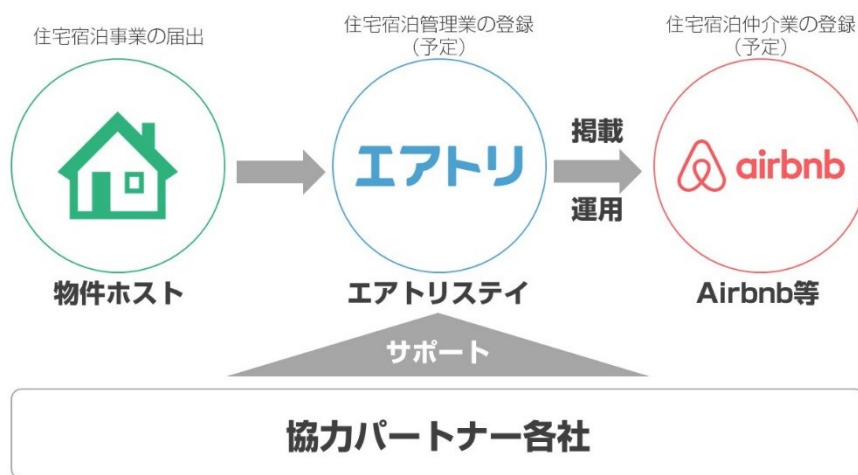 住宅宿泊事業の届出
住宅宿泊管理業の登録
(予定)
住宅宿泊仲介業の登録
(予定)
エアトリ
掲載
運用
airbnb
物件ホスト
エアトリステイ
Airbnb等
サポート
協力パートナー各社